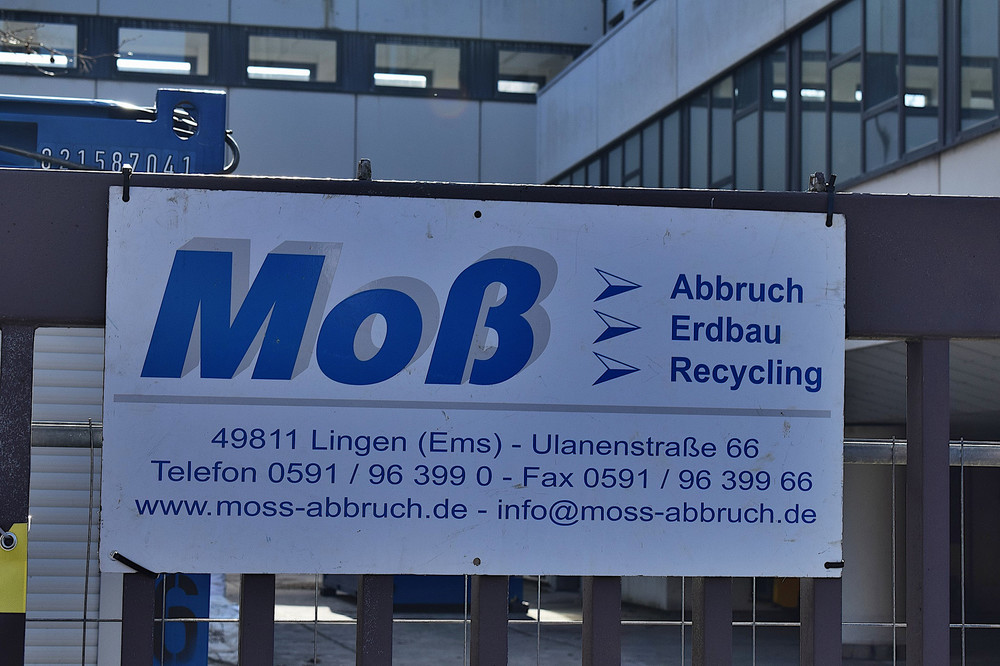 021587041
Moß
Abbruch
Erdbau
Recycling
49811 Lingen (Ems) - Ulanenstraße 66
Telefon 0591 / 96 399 0 - Fax 0591 / 96 399 66
www.moss-abbruch.de - info@moss-abbruch.de
6